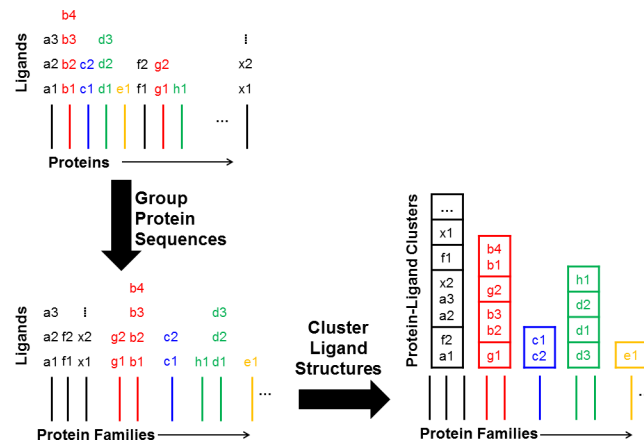 b4
a3 b3 d3 ⁞
a2 b2 c2 d2 f2 g2 x2
a1 b1 c1 d1 e1 f1 g1 h1 x1
...
Ligands
Proteins
Group
Protein
Sequences
b4
a3 ⁞ b3 d3
a2 f2 x2 g2 b2 c2 d2
a1 f1 x1 g1 b1 c1 h1 d1 e1
...
Ligands
Protein Families
Cluster
Ligand
Structures
Protein-Ligand Clusters
...
x1
f1
x2
a3
a2
f2
a1
b4
b1
g2
b3
b2
g1
c1
c2
h1
d2
d1
d3
e1
Protein Families